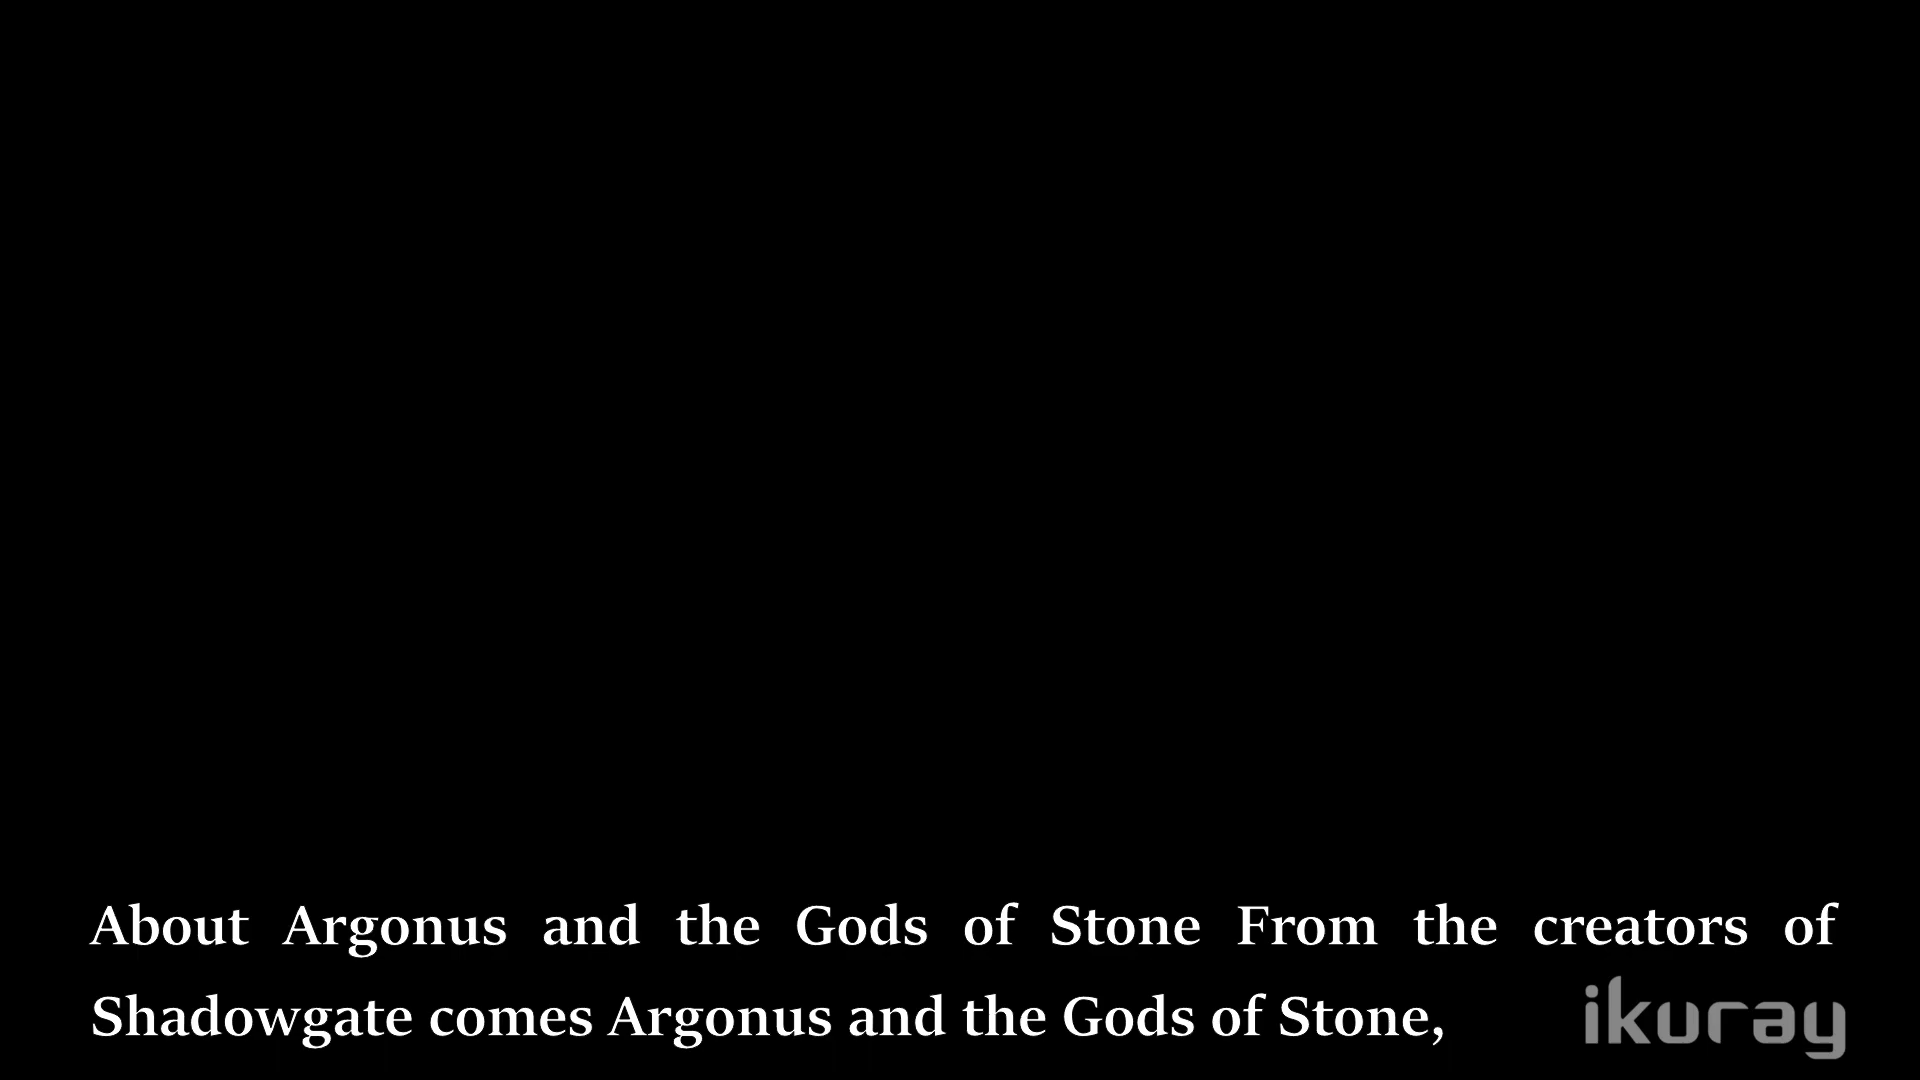 About Argonus and the Gods of Stone From the creators of
Shadowgate comes Argonus and the Gods of Stone,
ikuray